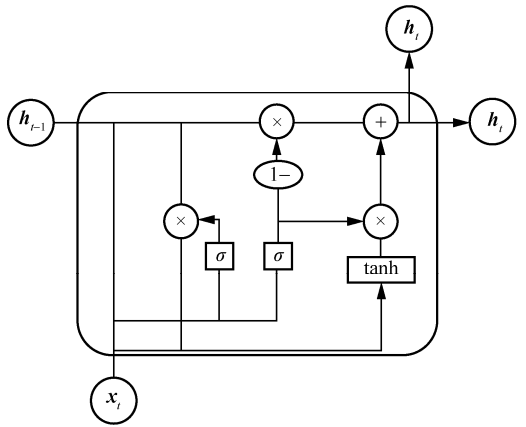 h_t
h_{t-1}
×
+
h_t
1−
×
×
σ
σ
tanh
x_t